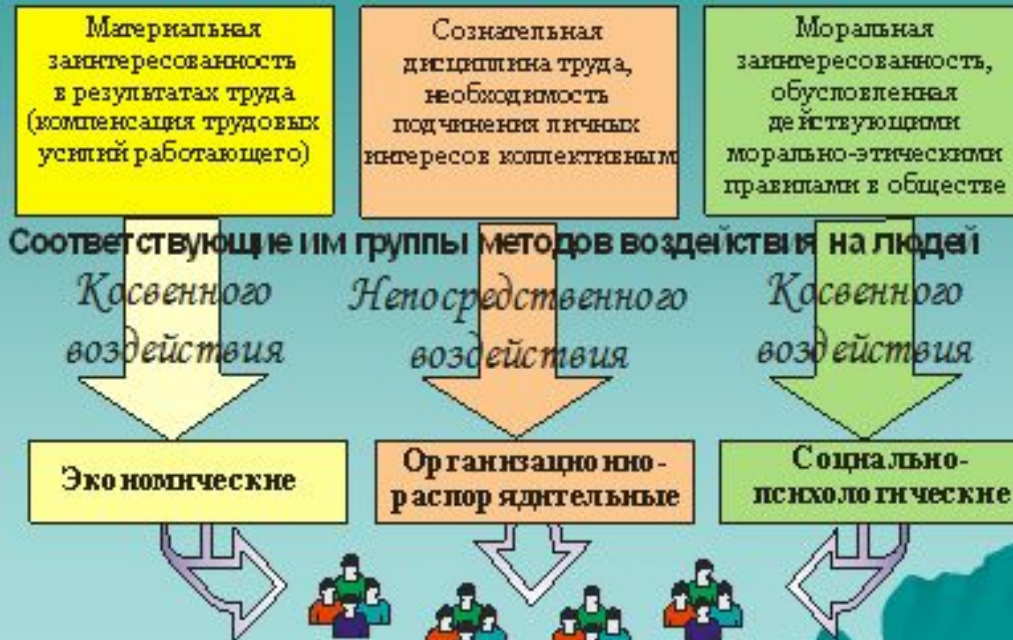 Материальная
заинтересованность
в результатах труда
(компенсация трудовых
усилий работающего)
Сознательная
дисциплина труда,
необходимость
подчинения личных
интересов коллективным
Моральная
заинтересованность,
обусловленная
действующими
морально-этическими
правилами в обществе
Соответствующие им группы методов воздействия на людей
Косвенного
воздействия
Непосредственного
воздействия
Косвенного
воздействия
Экономические
Организационно-
распорядительные
Социально-
психологические